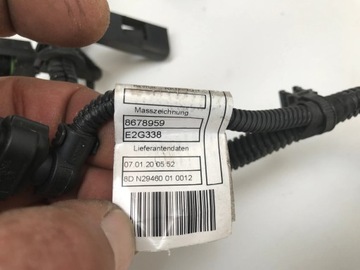 Masszeichnung
8678959
E2G338
Lieferantendaten
07 01 20 05 52
8D N29460 01 0012